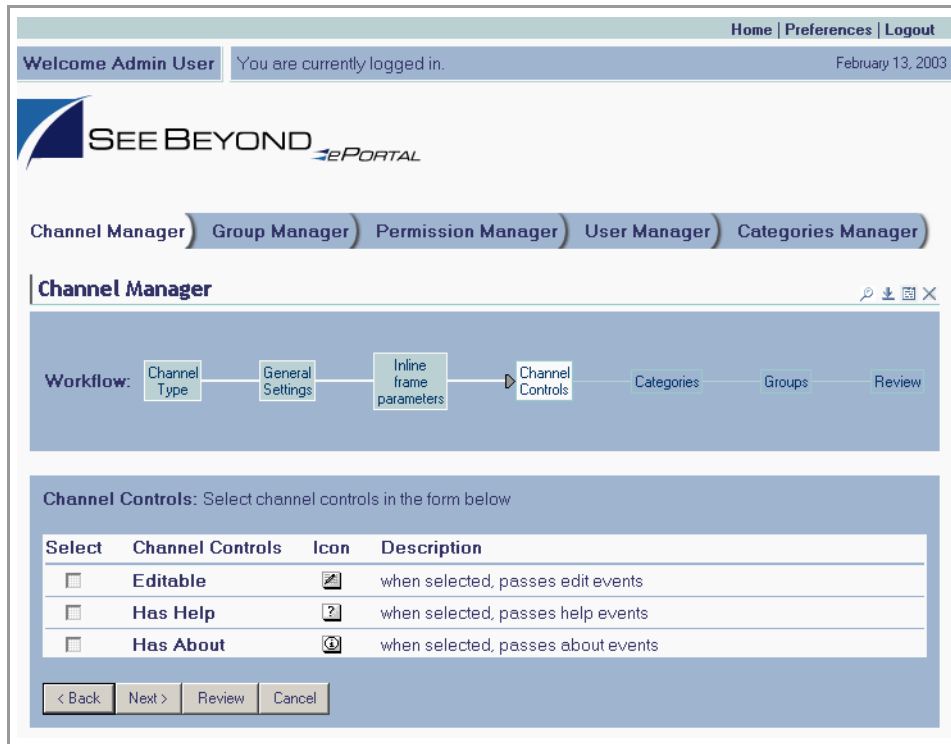 Home | Preferences | Logout
Welcome Admin User You are currently logged in. February 13, 2003
SEEBEYOND ePORTAL
Channel Manager Group Manager Permission Manager User Manager Categories Manager
Channel Manager
Workflow: Channel Type General Settings Inline frame parameters Channel Controls Categories Groups Review
Channel Controls: Select channel controls in the form below
Select Channel Controls Icon Description
Editable when selected, passes edit events
Has Help ? when selected, passes help events
Has About when selected, passes about events
< Back Next > Review Cancel